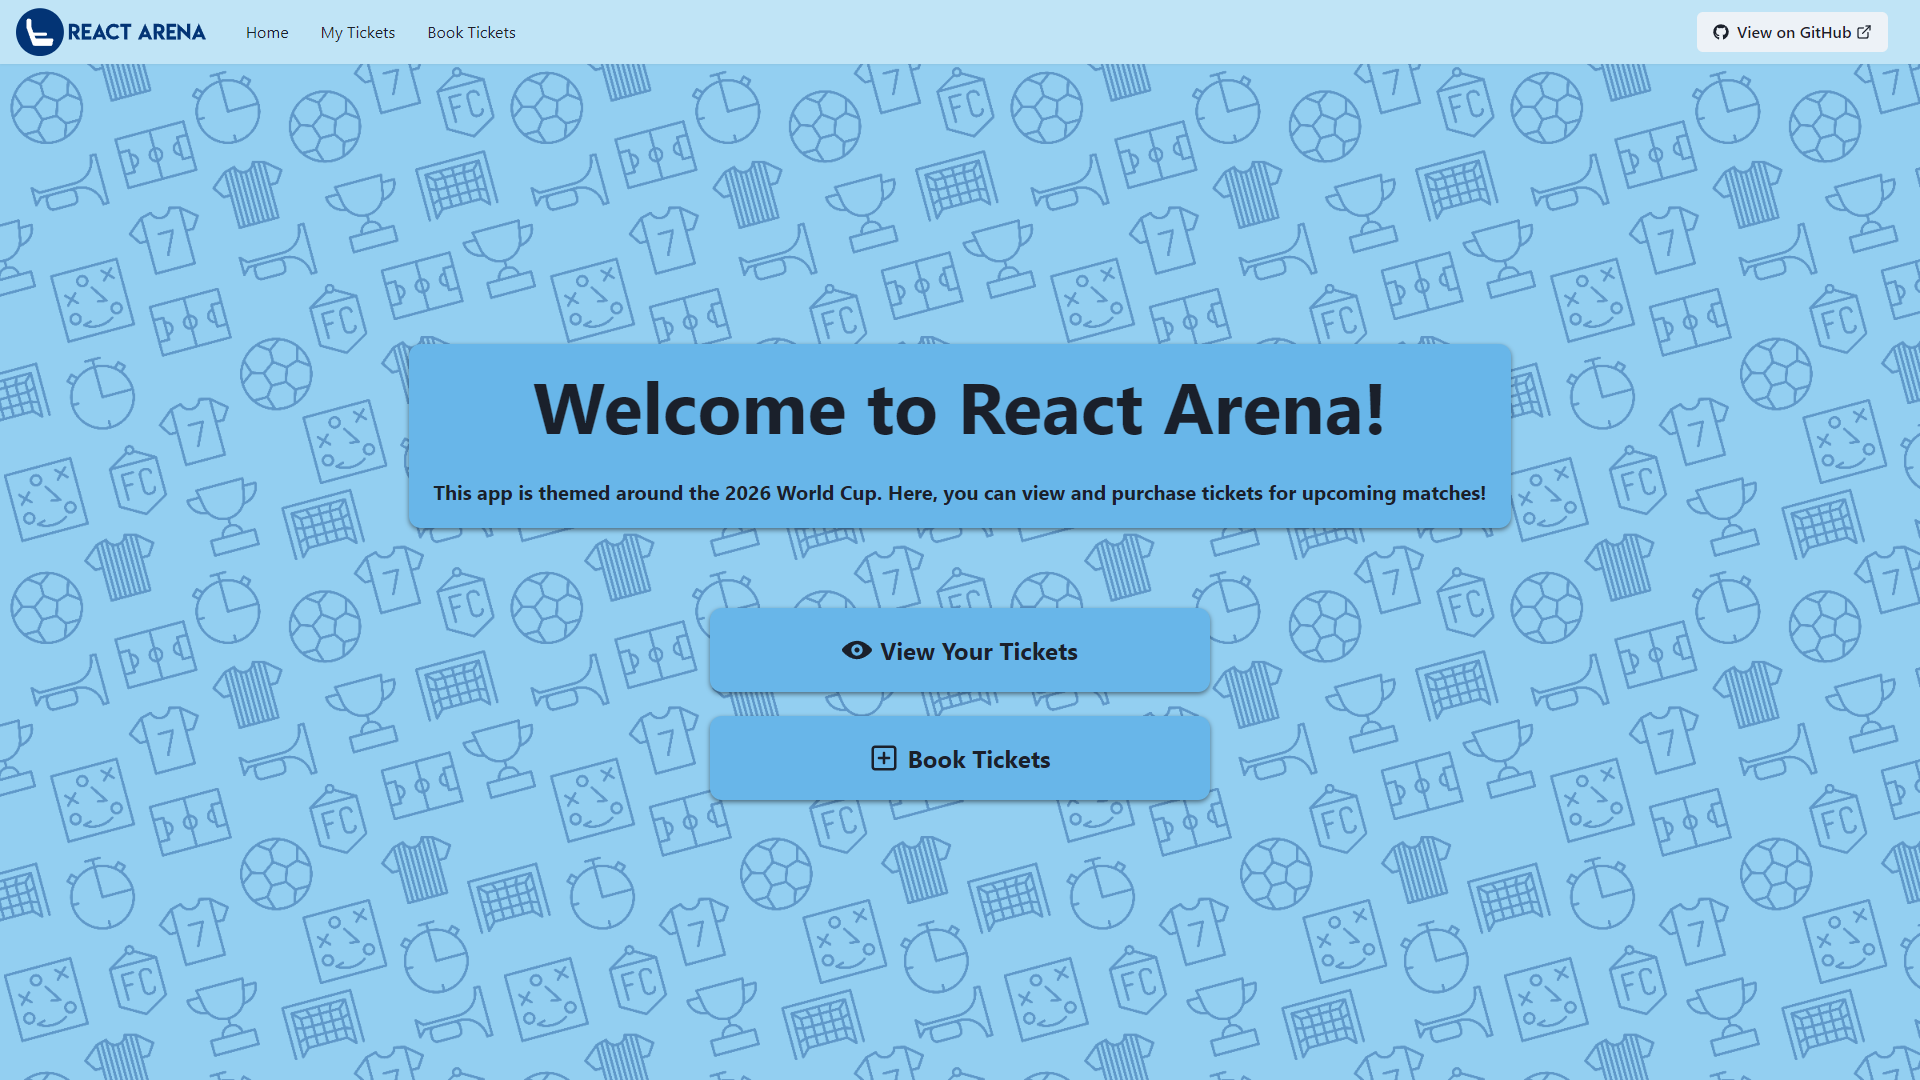 REACT ARENA
Home
My Tickets
Book Tickets
View on GitHub
Welcome to React Arena!
This app is themed around the 2026 World Cup. Here, you can view and purchase tickets for upcoming matches!
View Your Tickets
Book Tickets